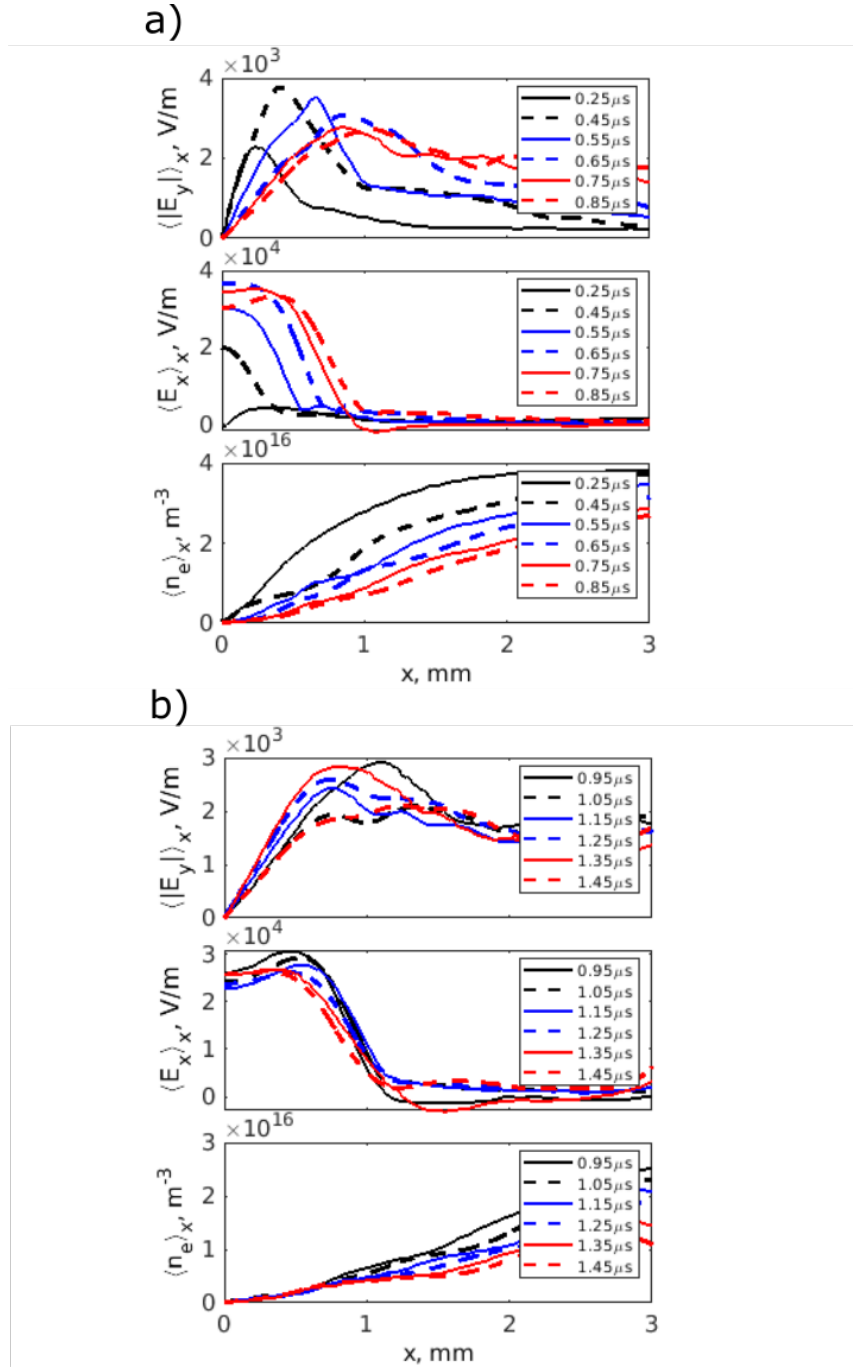 a)
×10³
4
2
0
⟨|E_y|⟩_x, V/m
0.25μs
0.45μs
0.55μs
0.65μs
0.75μs
0.85μs
×10⁴
4
2
0
⟨E_x⟩_x, V/m
0.25μs
0.45μs
0.55μs
0.65μs
0.75μs
0.85μs
×10¹⁶
4
2
0
⟨n_e⟩_x, m⁻³
0.25μs
0.45μs
0.55μs
0.65μs
0.75μs
0.85μs
0 1 2 3
x, mm
b)
×10³
3
2
1
0
⟨|E_y|⟩_x, V/m
0.95μs
1.05μs
1.15μs
1.25μs
1.35μs
1.45μs
×10⁴
3
2
1
0
⟨E_x⟩_x, V/m
0.95μs
1.05μs
1.15μs
1.25μs
1.35μs
1.45μs
×10¹⁶
3
2
1
0
⟨n_e⟩_x, m⁻³
0.95μs
1.05μs
1.15μs
1.25μs
1.35μs
1.45μs
0 1 2 3
x, mm